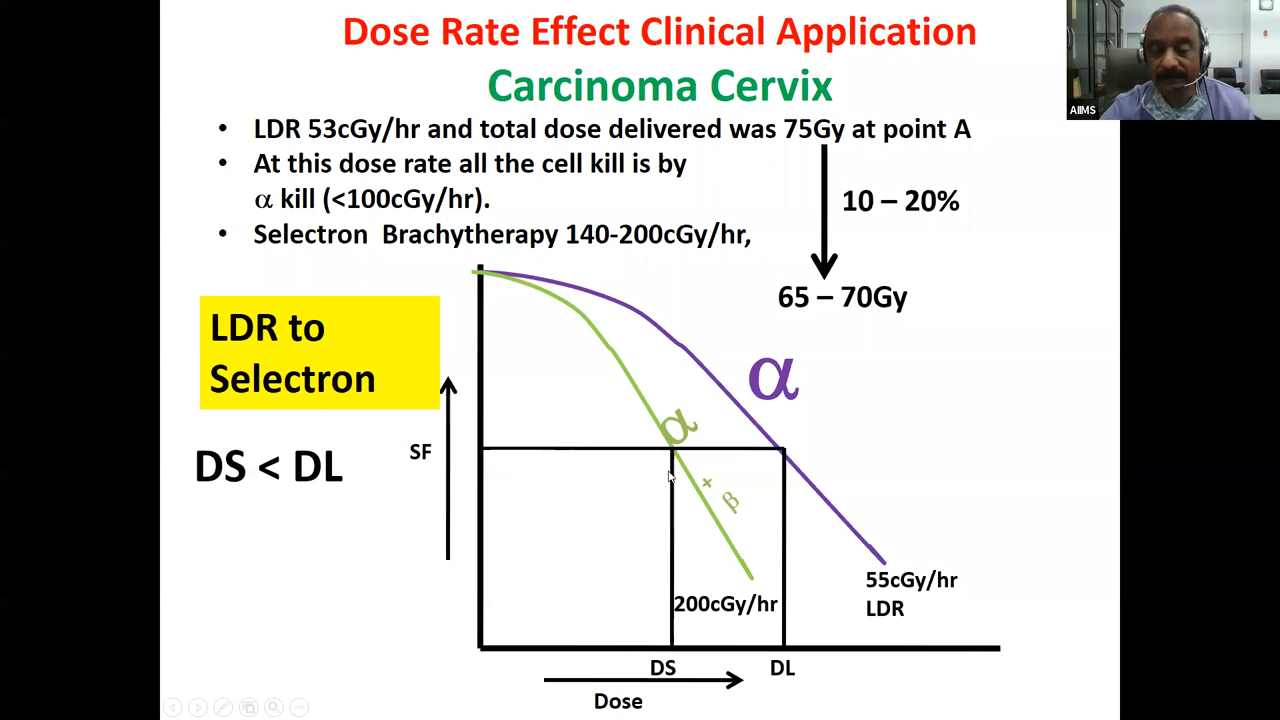 Dose Rate Effect Clinical Application
Carcinoma Cervix
• LDR 53cGy/hr and total dose delivered was 75Gy at point A
• At this dose rate all the cell kill is by
α kill (<100cGy/hr).
• Selectron Brachytherapy 140-200cGy/hr,
10 – 20%
65 – 70Gy
AIIMS
LDR to
Selectron
DS < DL
SF
α
α
+
β
200cGy/hr
55cGy/hr
LDR
DS
DL
Dose